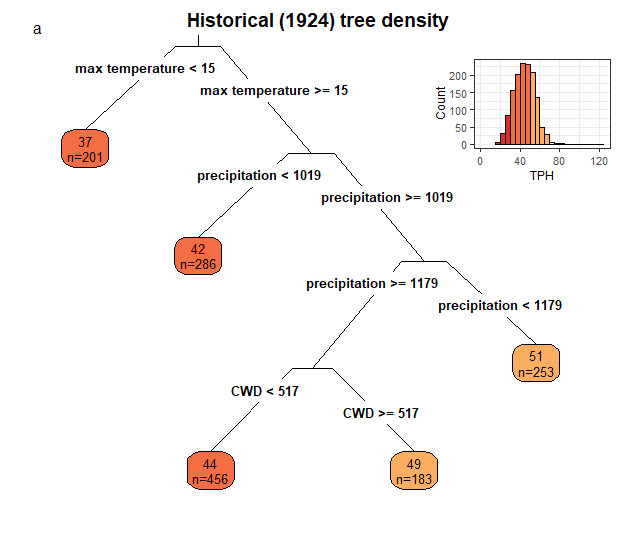 Historical (1924) tree density
a
max temperature < 15
max temperature >= 15
37
n=201
Count
200
150
100
50
0
0 40 80 120
TPH
precipitation < 1019
precipitation >= 1019
42
n=286
precipitation >= 1179
precipitation < 1179
51
n=253
CWD < 517
CWD >= 517
44
n=456
49
n=183